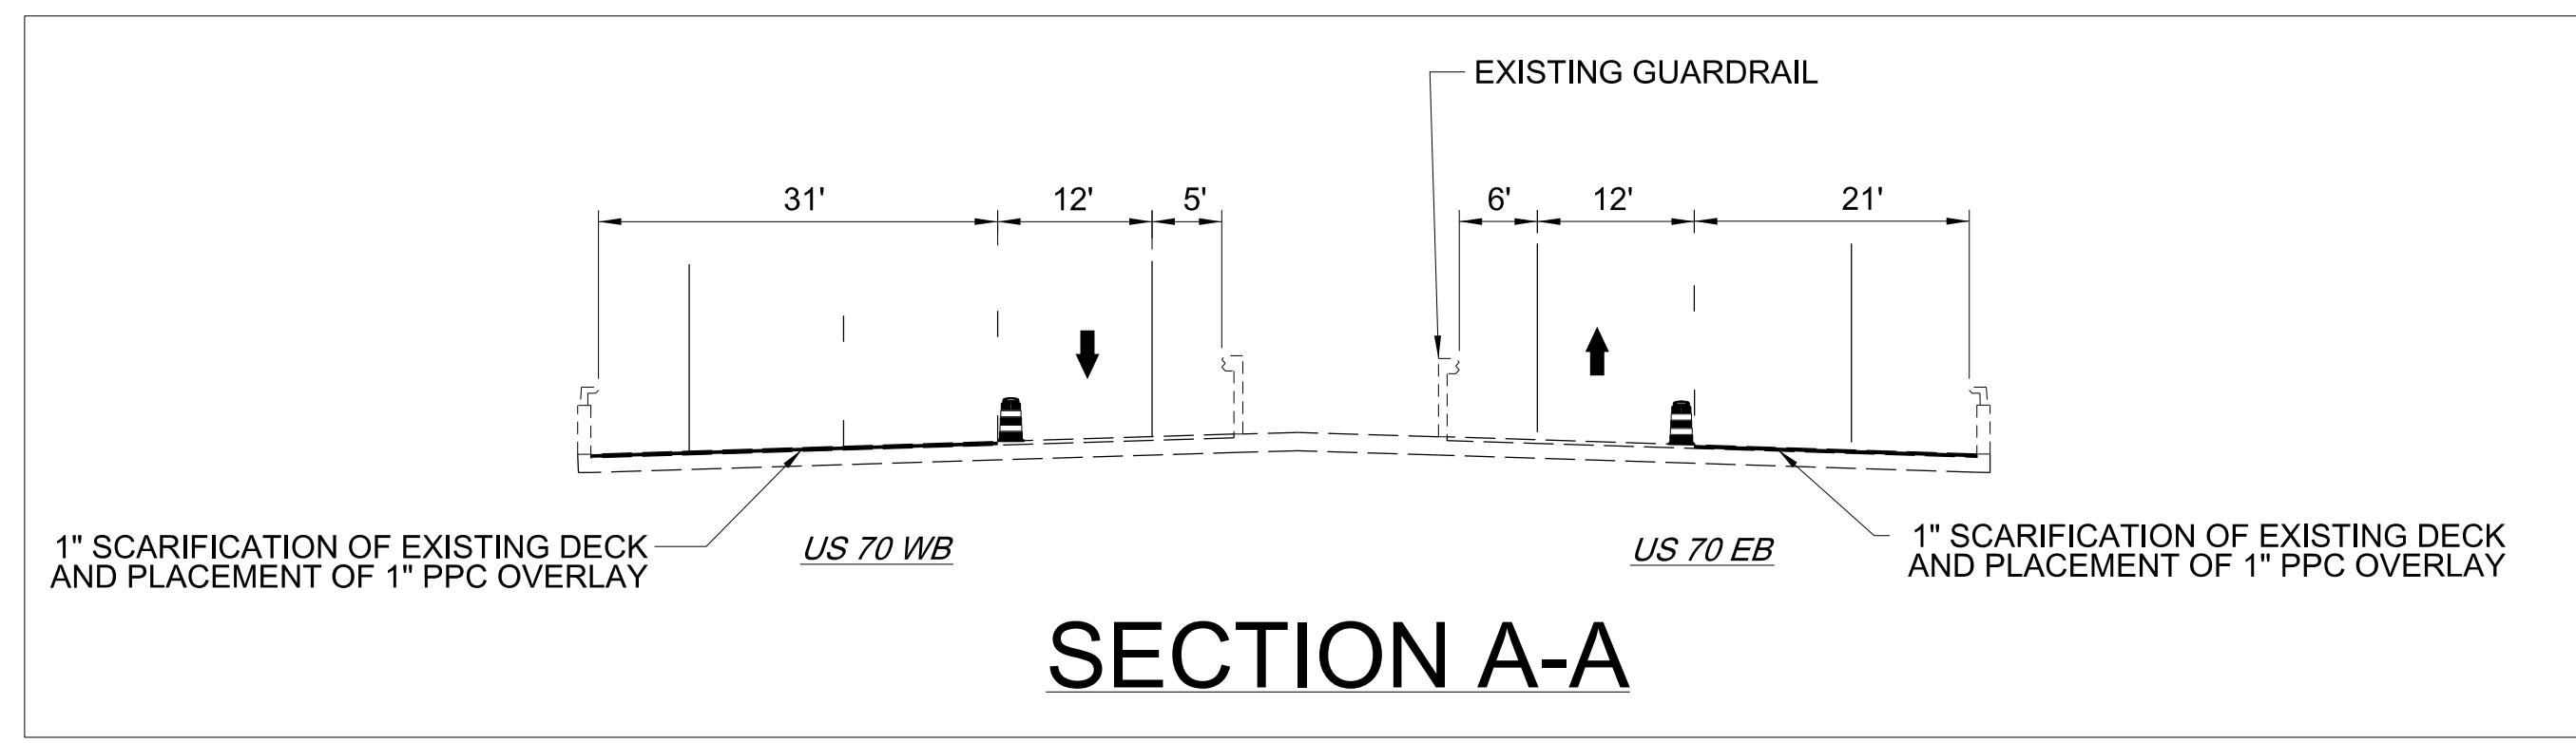 EXISTING GUARDRAIL
31' 12' 5' 6' 12' 21'
1" SCARIFICATION OF EXISTING DECK
AND PLACEMENT OF 1" PPC OVERLAY
US 70 WB
US 70 EB
1" SCARIFICATION OF EXISTING DECK
AND PLACEMENT OF 1" PPC OVERLAY
SECTION A-A